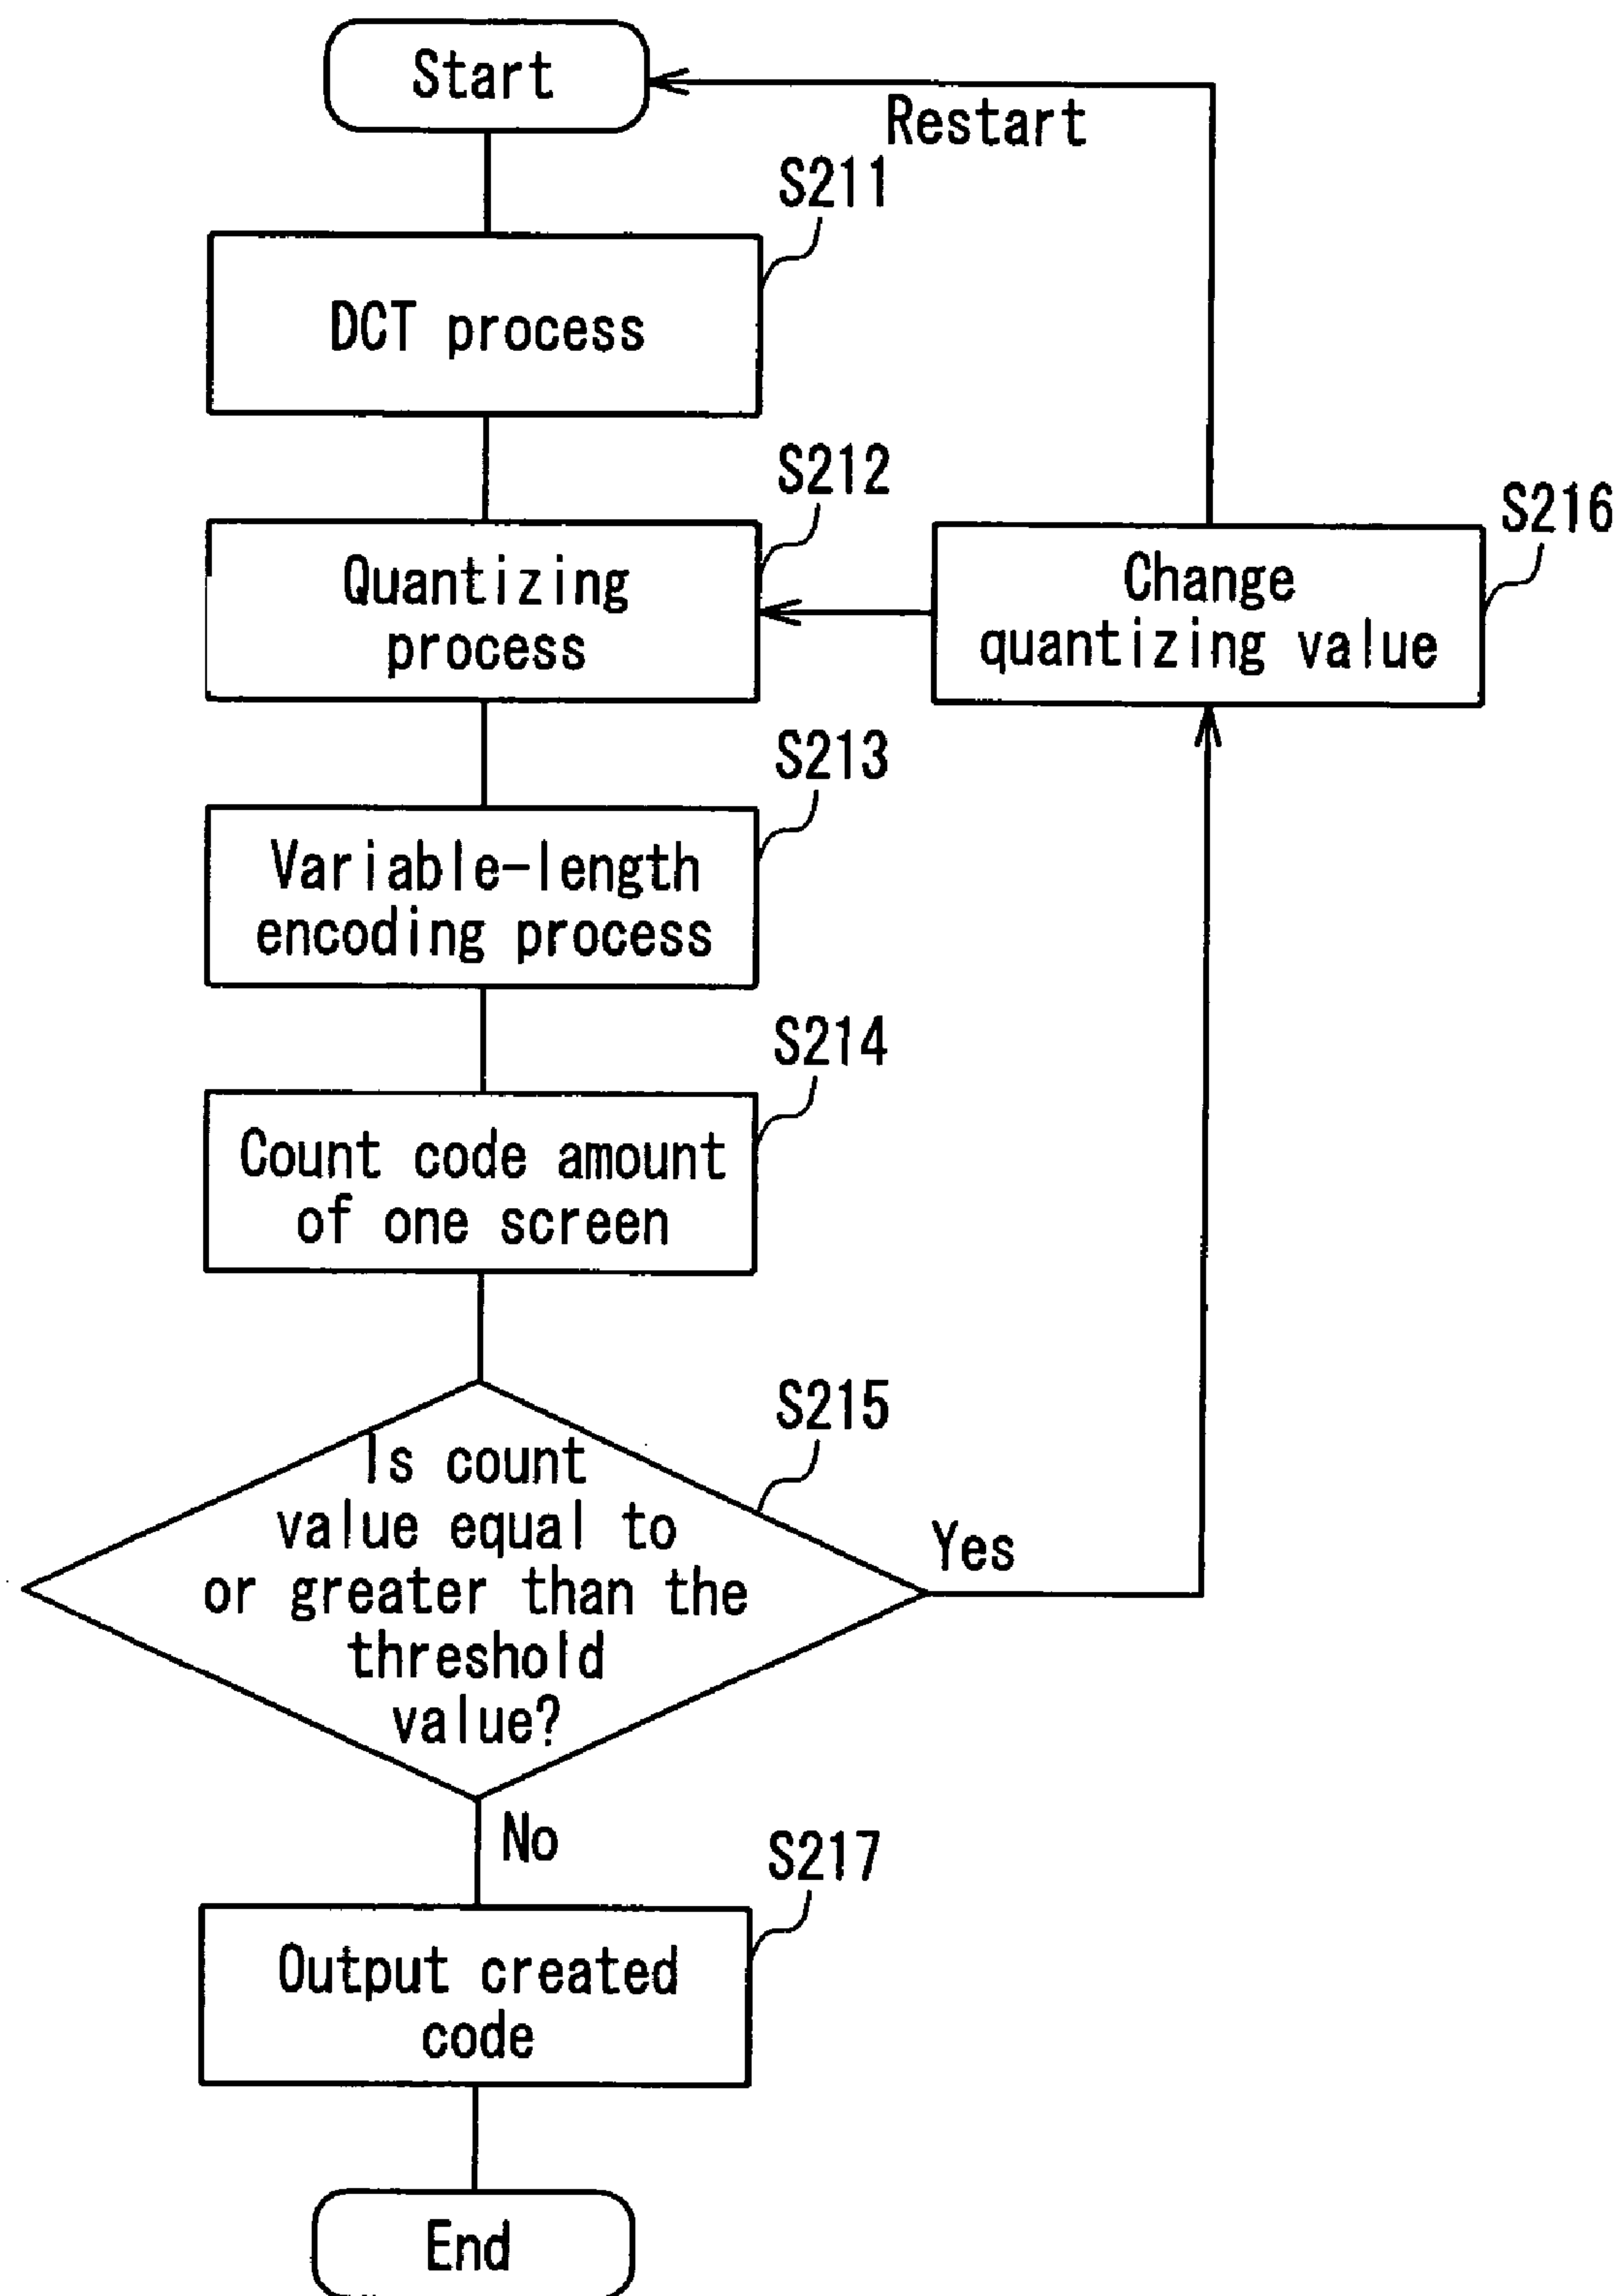 Start
Restart
S211
DCT process
S212
Quantizing
process
S216
Change
quantizing value
S213
Variable-length
encoding process
S214
Count code amount
of one screen
S215
Is count
value equal to
or greater than the
threshold
value?
Yes
No
S217
Output created
code
End